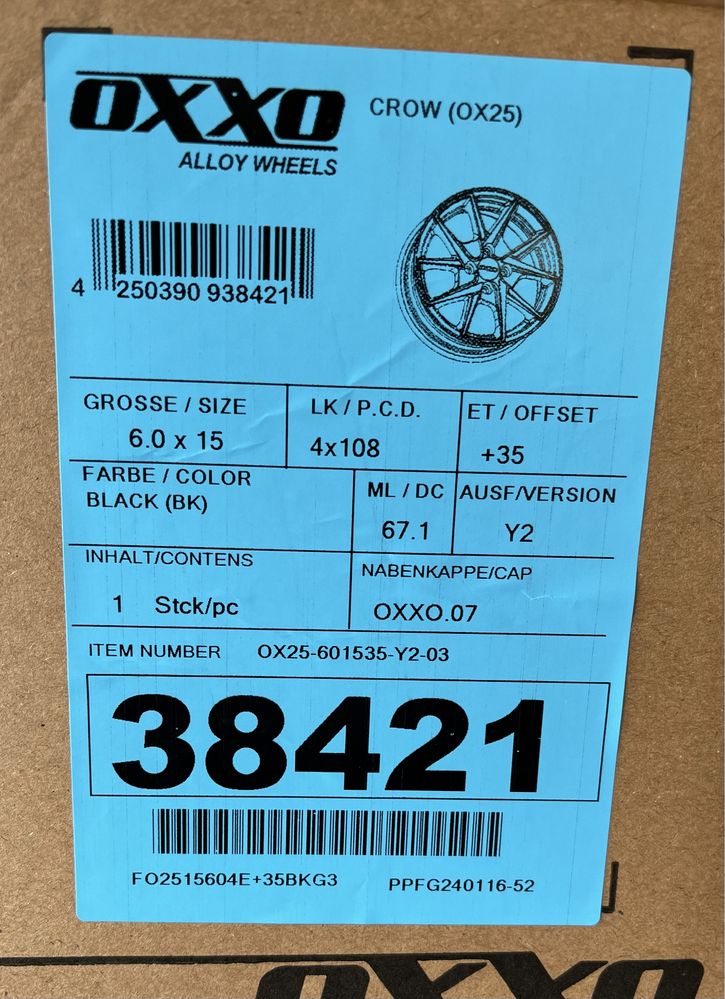 OXXO
ALLOY WHEELS
CROW (OX25)
4 250390 938421
GROSSE / SIZE
6.0 x 15
LK / P.C.D.
4x108
ET / OFFSET
+35
FARBE / COLOR
BLACK (BK)
ML / DC
67.1
AUSF/VERSION
Y2
INHALT/CONTENS
1 Stck/pc
NABENKAPPE/CAP
OXXO.07
ITEM NUMBER OX25-601535-Y2-03
38421
FO2515604E+35BKG3 PPFG240116-52
OXXO